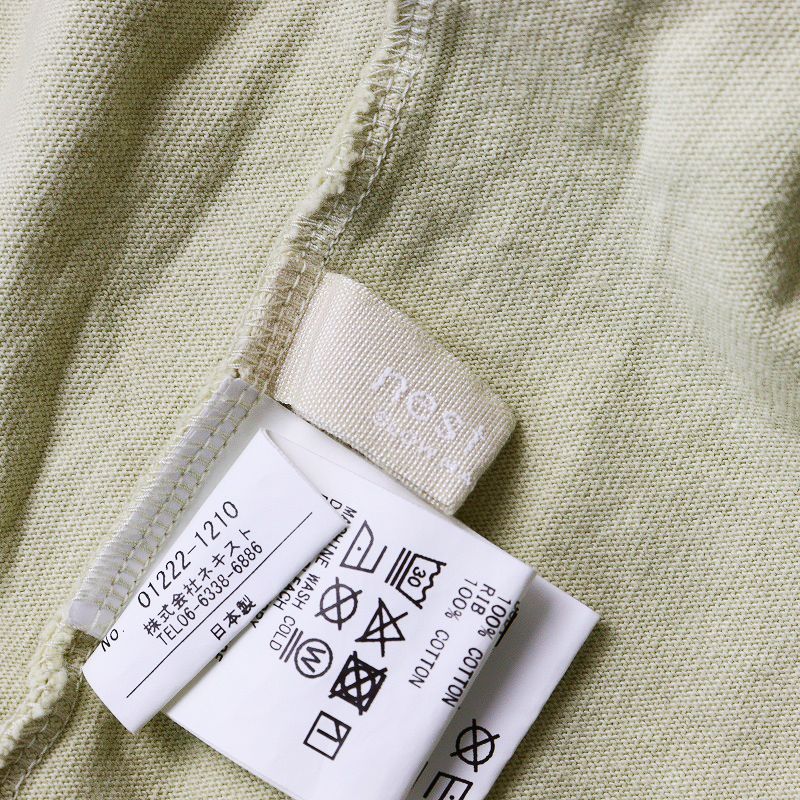 nest
No. 01222-1210
株式会社ネキスト
TEL06-6338-6886
日本製
100% COTTON
RIB
100% COTTON
30
W
MACHINE WASH COLD